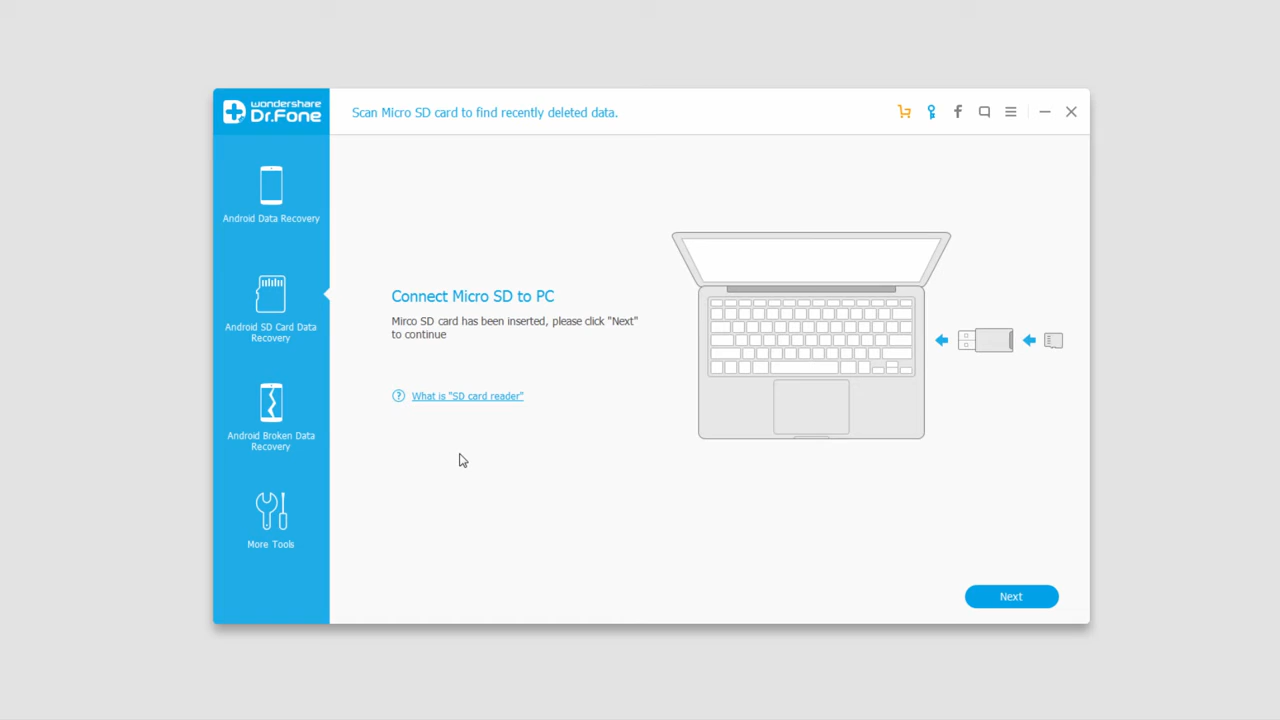 wondershare
Dr.Fone
Scan Micro SD card to find recently deleted data.
Android Data Recovery
Android SD Card Data
Recovery
Android Broken Data
Recovery
More Tools
Connect Micro SD to PC
Mirco SD card has been inserted, please click "Next"
to continue
What is "SD card reader"
Next